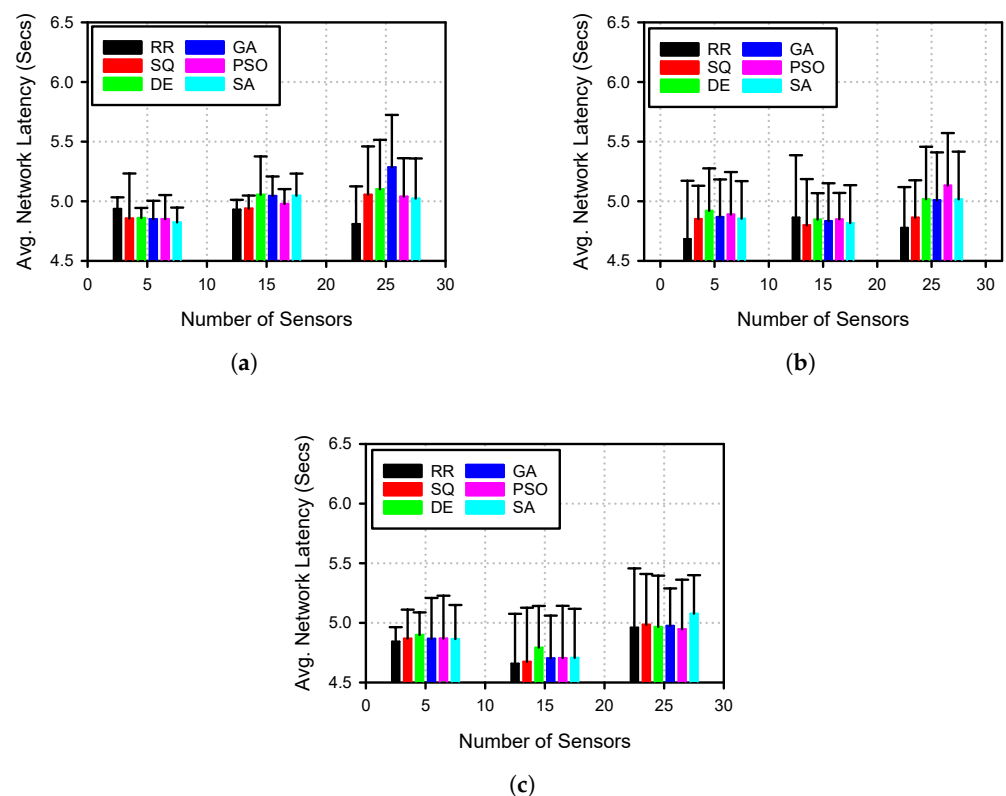 Avg. Network Latency (Secs)
6.5
6.0
5.5
5.0
4.5
RR GA
SQ PSO
DE SA
0 5 10 15 20 25 30
Number of Sensors
(a)
Avg. Network Latency (Secs)
6.5
6.0
5.5
5.0
4.5
RR GA
SQ PSO
DE SA
0 5 10 15 20 25 30
Number of Sensors
(b)
Avg. Network Latency (Secs)
6.5
6.0
5.5
5.0
4.5
RR GA
SQ PSO
DE SA
0 5 10 15 20 25 30
Number of Sensors
(c)